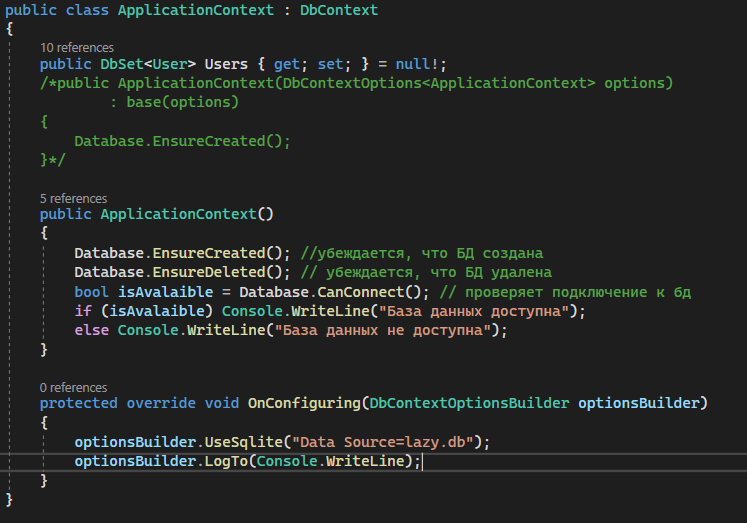 public class ApplicationContext : DbContext
{
10 references
public DbSet<User> Users { get; set; } = null!;
/*public ApplicationContext(DbContextOptions<ApplicationContext> options)
: base(options)
{
Database.EnsureCreated();
}*/
5 references
public ApplicationContext()
{
Database.EnsureCreated(); //убеждается, что БД создана
Database.EnsureDeleted(); // убеждается, что БД удалена
bool isAvalaible = Database.CanConnect(); // проверяет подключение к бд
if (isAvalaible) Console.WriteLine("База данных доступна");
else Console.WriteLine("База данных не доступна");
}
0 references
protected override void OnConfiguring(DbContextOptionsBuilder optionsBuilder)
{
optionsBuilder.UseSqlite("Data Source=lazy.db");
optionsBuilder.LogTo(Console.WriteLine);
}
}